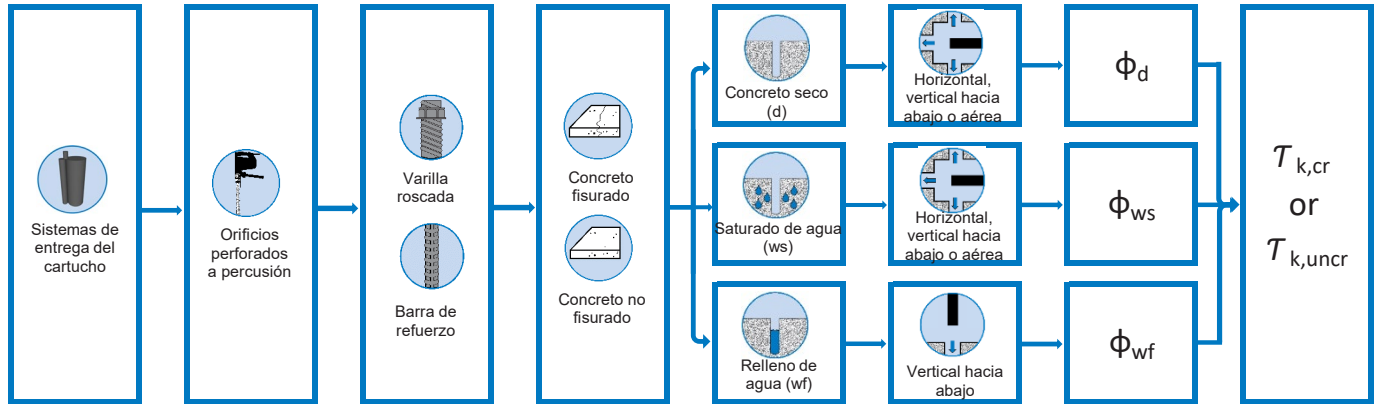 Sistemas de
entrega del
cartucho
Orificios
perforados
a percusión
Varilla
roscada
Barra de
refuerzo
Concreto
fisurado
Concreto no
fisurado
Concreto seco
(d)
Horizontal,
vertical hacia
abajo o aérea
ϕd
Saturado de agua
(ws)
Horizontal,
vertical hacia
abajo o aérea
ϕws
Relleno de
agua (wf)
Vertical hacia
abajo
ϕwf
τ k,cr
or
τ k,uncr